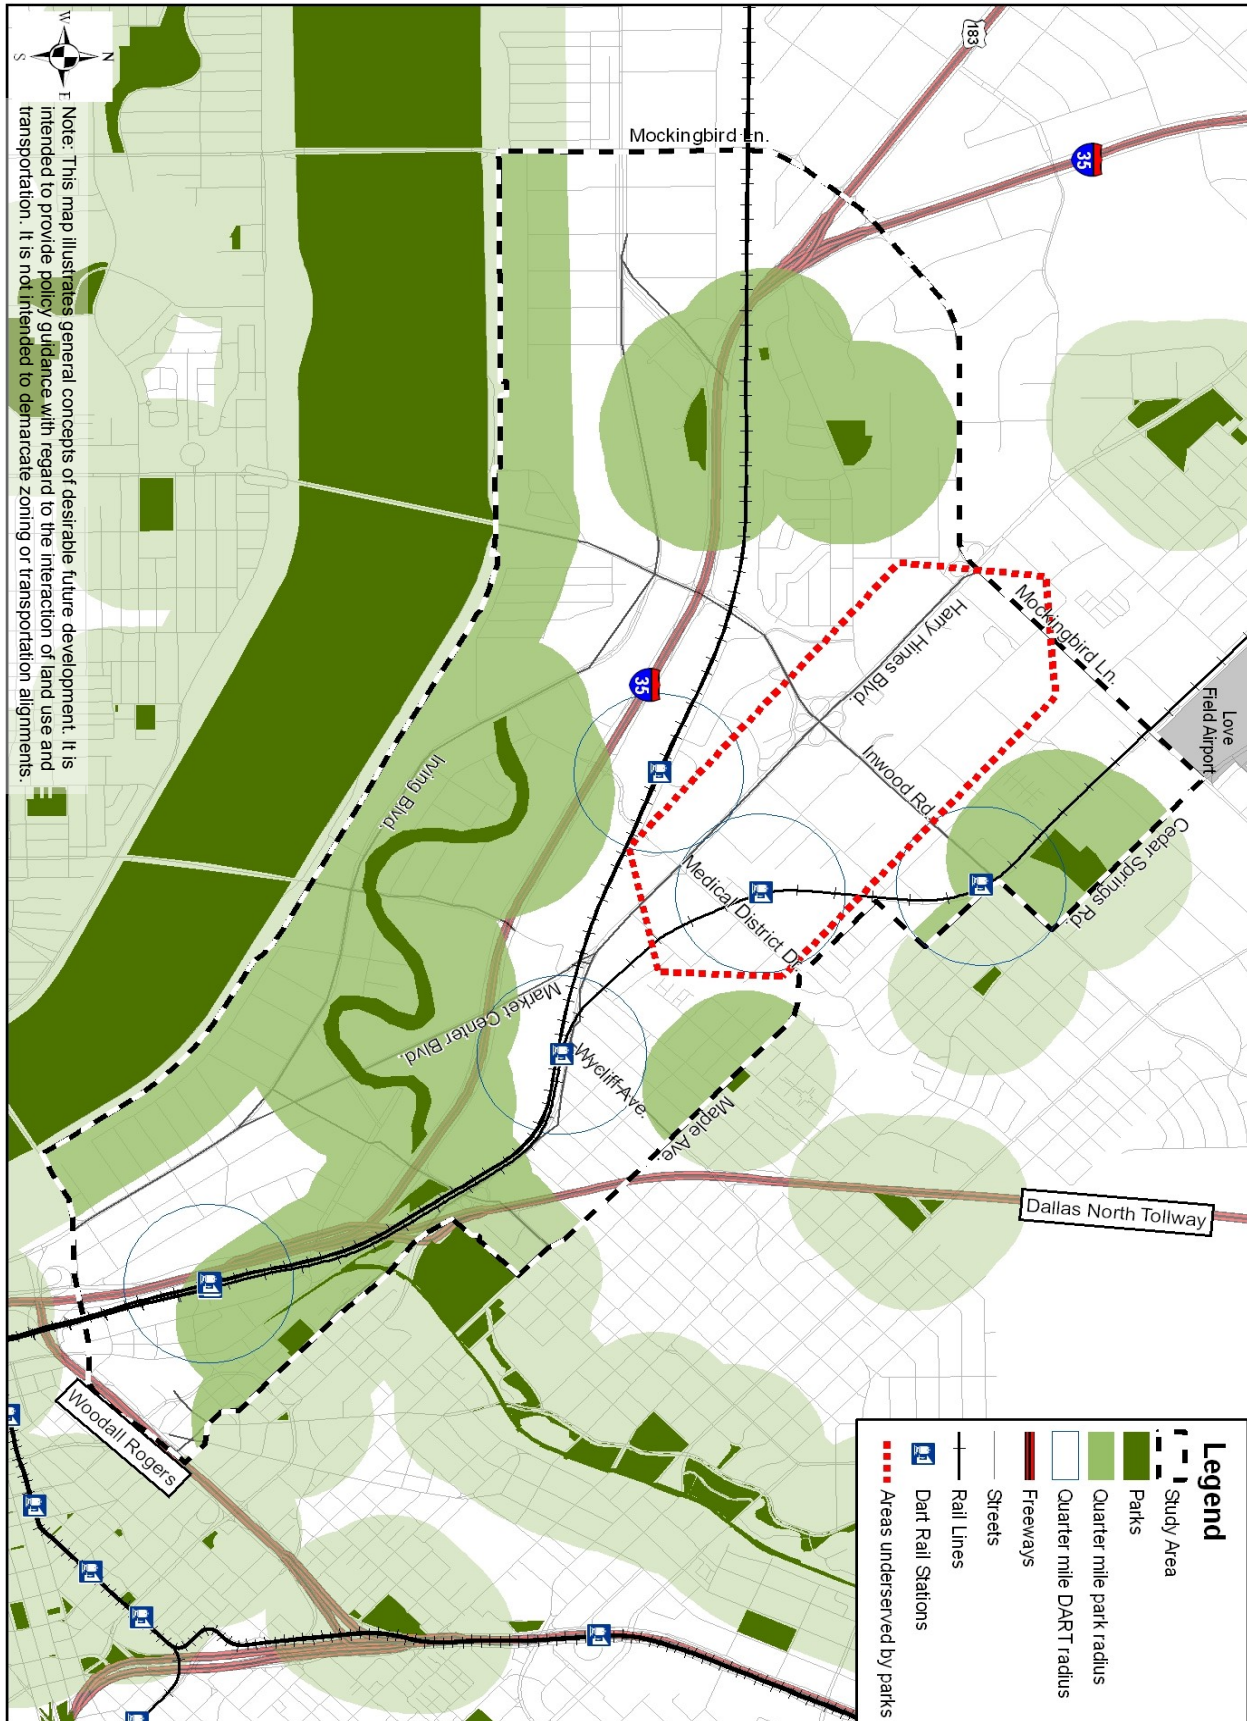 Legend
Study Area
Parks
Quarter mile park radius
Quarter mile DART radius
Freeways
Streets
Rail Lines
Dart Rail Stations
Areas underserved by parks
183
35
Mockingbird Ln.
Love
Field Airport
Mockingbird Ln.
Harry Hines Blvd.
Inwood Rd.
Cedar Springs Rd.
35
Medical District Dr.
Irving Blvd.
Market Center Blvd.
Wycliff Ave.
Maple Ave.
Dallas North Tollway
Woodall Rogers
N
W
E
S
Note: This map illustrates general concepts of desirable future development. It is
intended to provide policy guidance with regard to the interaction of land use and
transportation. It is not intended to demarcate zoning or transportation alignments.